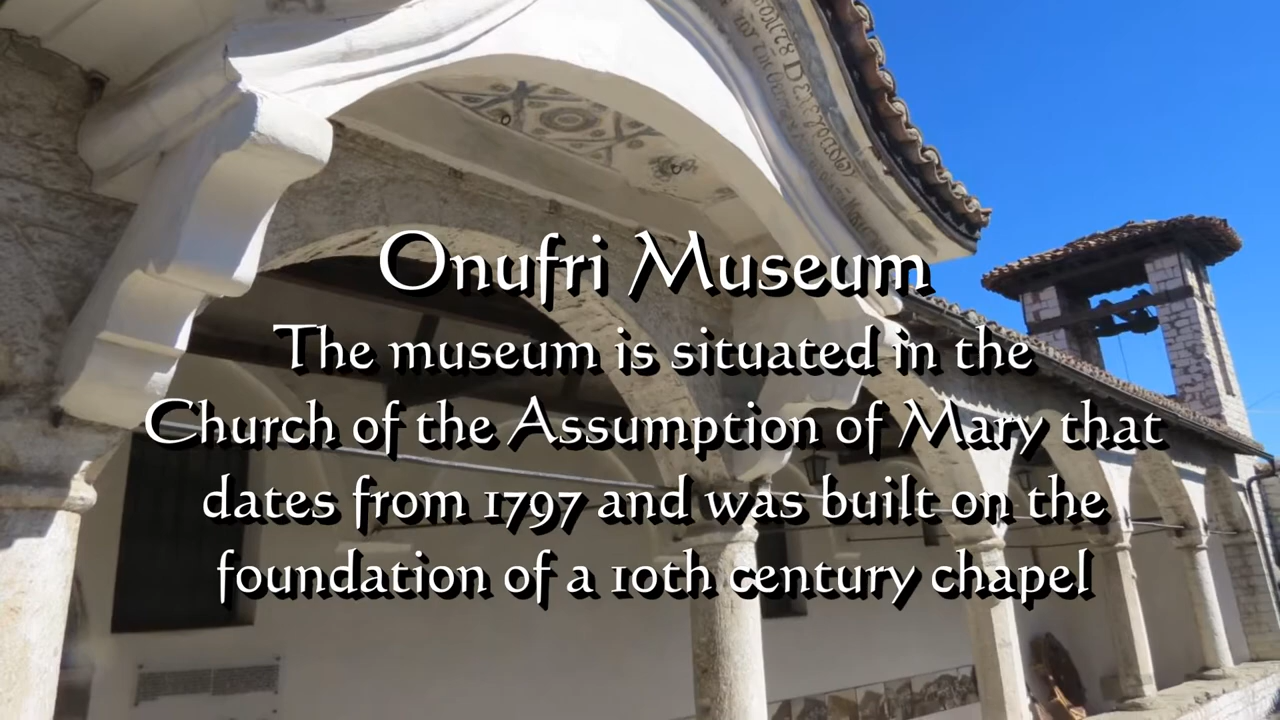 Onufri Museum
The museum is situated in the
Church of the Assumption of Mary that
dates from 1797 and was built on the
foundation of a 10th century chapel